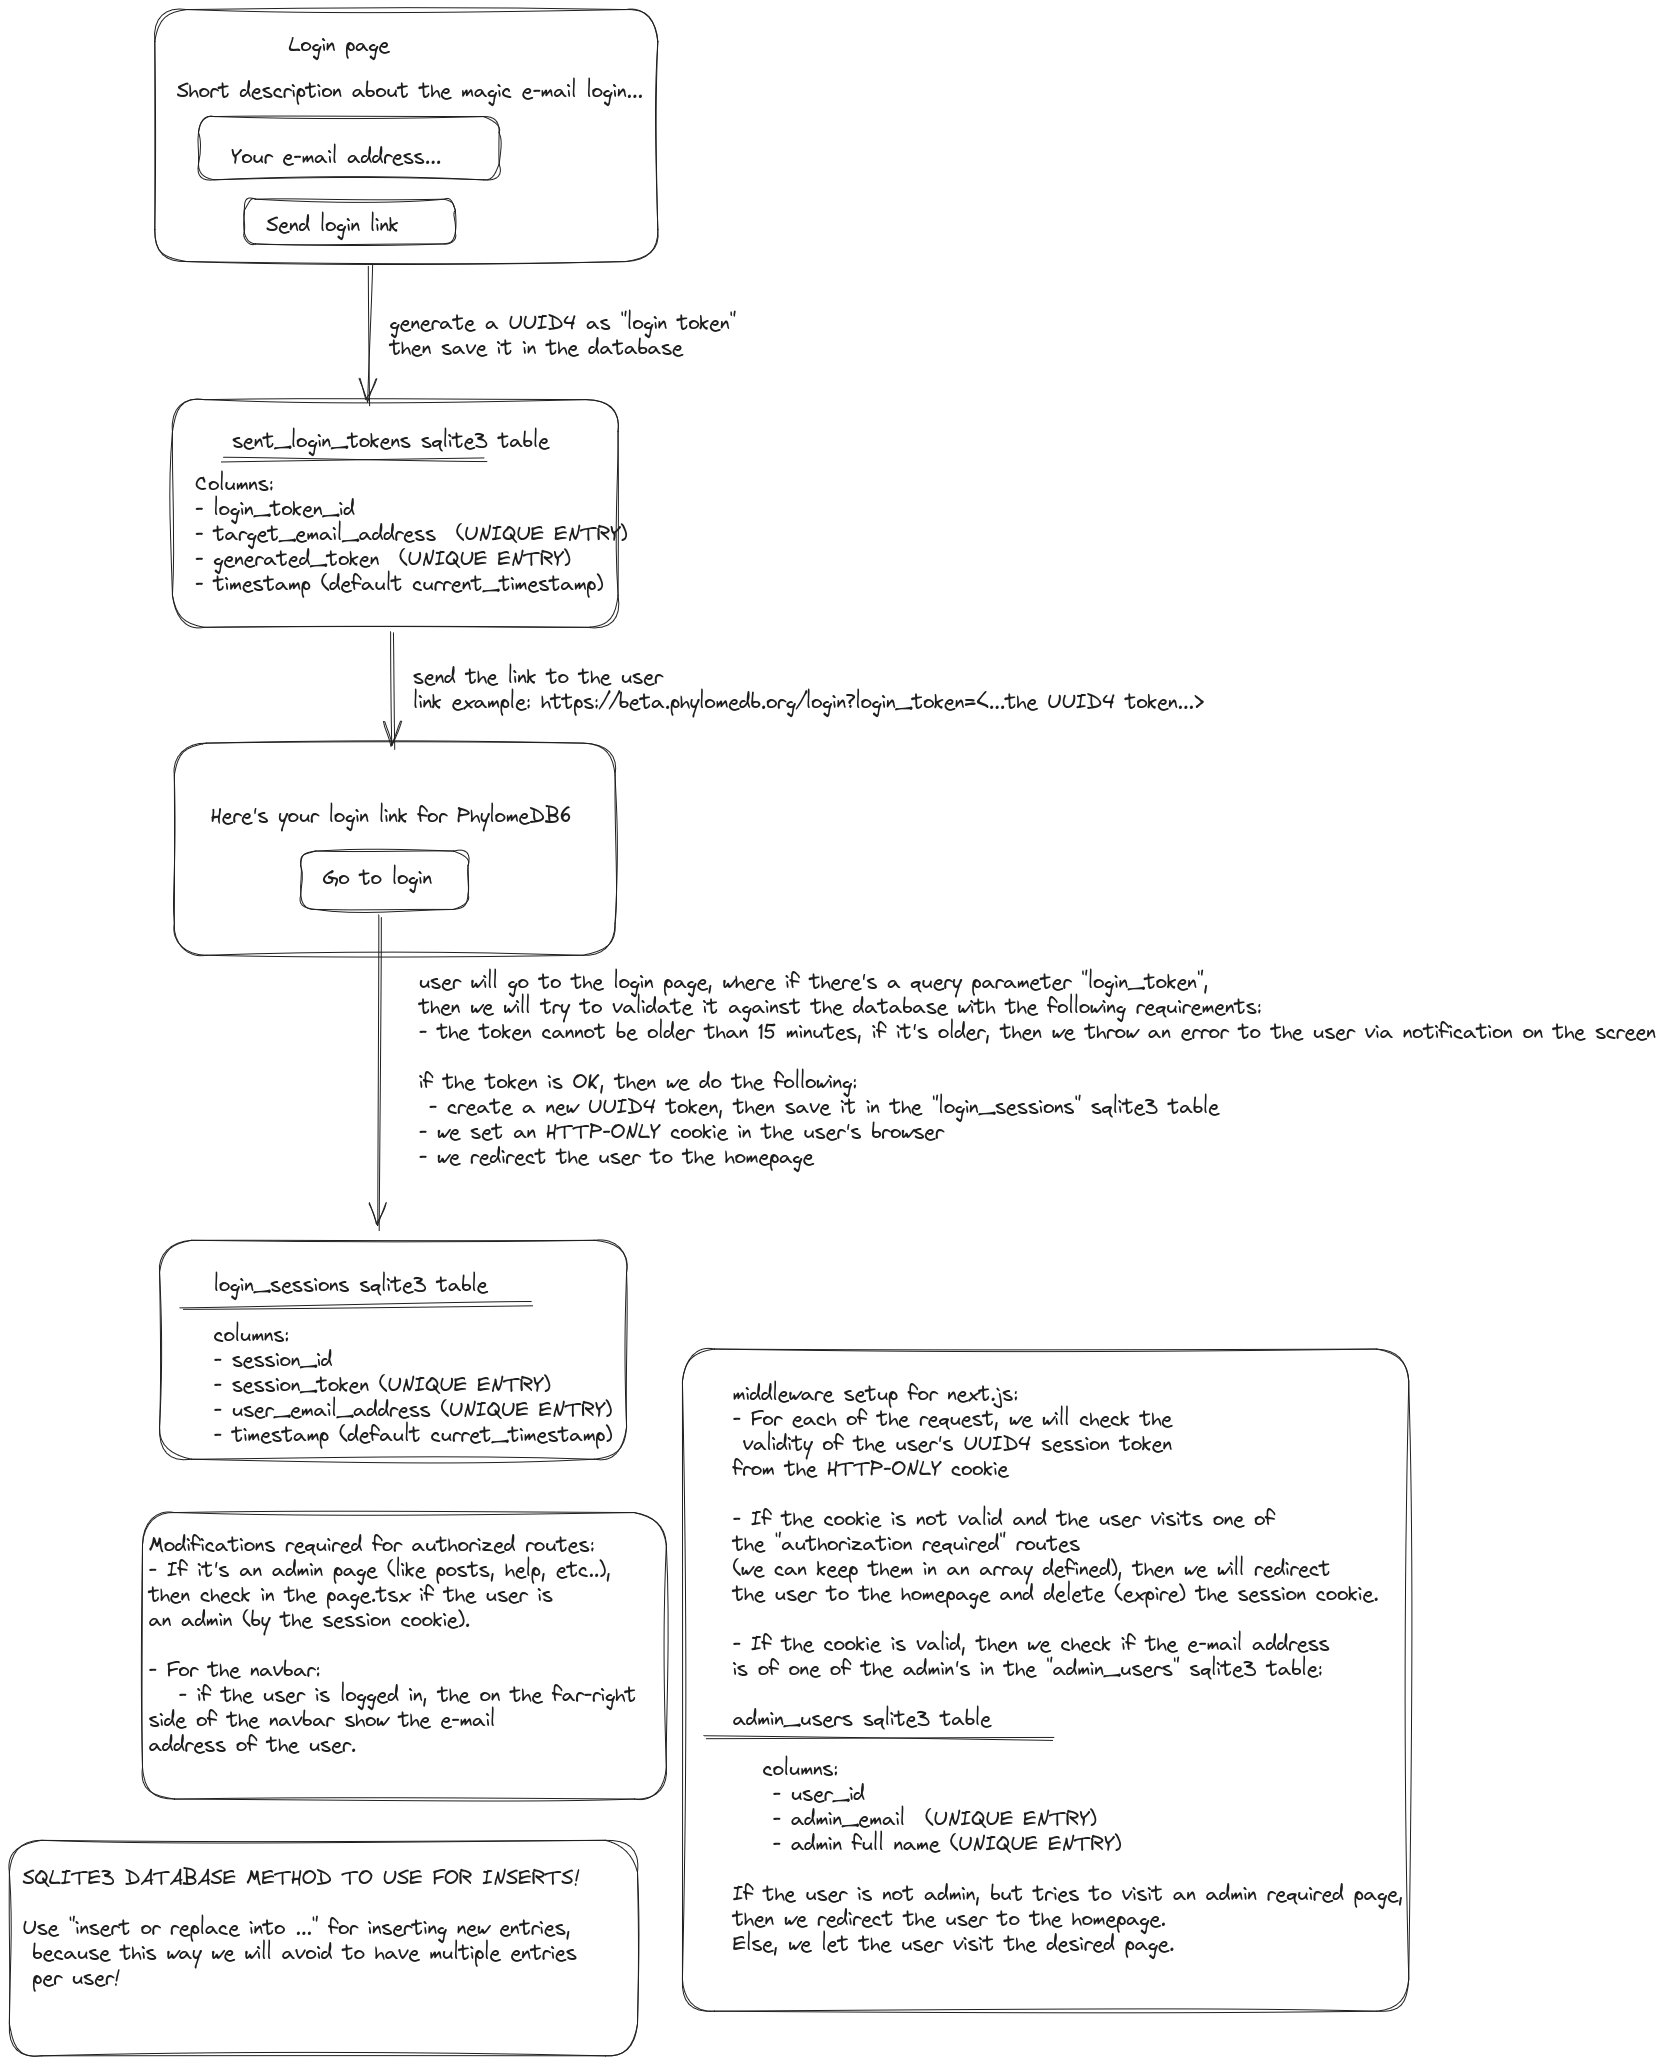 Login page
Short description about the magic e-mail login...
Your e-mail address...
Send login link
generate a UUID4 as "login token"
then save it in the database
sent_login_tokens sqlite3 table
Columns:
- login_token_id
- target_email_address (UNIQUE ENTRY)
- generated_token (UNIQUE ENTRY)
- timestamp (default current_timestamp)
send the link to the user
link example: https://beta.phylomedb.org/login?login_token=<...the UUID4 token...>
Here's your login link for PhylomeDB6
Go to login
user will go to the login page, where if there's a query parameter "login_token",
then we will try to validate it against the database with the following requirements:
- the token cannot be older than 15 minutes, if it's older, then we throw an error to the user via notification on the screen
if the token is OK, then we do the following:
- create a new UUID4 token, then save it in the "login_sessions" sqlite3 table
- we set an HTTP-ONLY cookie in the user's browser
- we redirect the user to the homepage
login_sessions sqlite3 table
columns:
- session_id
- session_token (UNIQUE ENTRY)
- user_email_address (UNIQUE ENTRY)
- timestamp (default curret_timestamp)
middleware setup for next.js:
- For each of the request, we will check the
validity of the user's UUID4 session token
from the HTTP-ONLY cookie
- If the cookie is not valid and the user visits one of
the "authorization required" routes
(we can keep them in an array defined), then we will redirect
the user to the homepage and delete (expire) the session cookie.
- If the cookie is valid, then we check if the e-mail address
is of one of the admin's in the "admin_users" sqlite3 table:
admin_users sqlite3 table
columns:
- user_id
- admin_email (UNIQUE ENTRY)
- admin full name (UNIQUE ENTRY)
If the user is not admin, but tries to visit an admin required page,
then we redirect the user to the homepage.
Else, we let the user visit the desired page.
Modifications required for authorized routes:
- If it's an admin page (like posts, help, etc..),
then check in the page.tsx if the user is
an admin (by the session cookie).
- For the navbar:
- if the user is logged in, the on the far-right
side of the navbar show the e-mail
address of the user.
SQLITE3 DATABASE METHOD TO USE FOR INSERTS!
Use "insert or replace into ..." for inserting new entries,
because this way we will avoid to have multiple entries
per user!